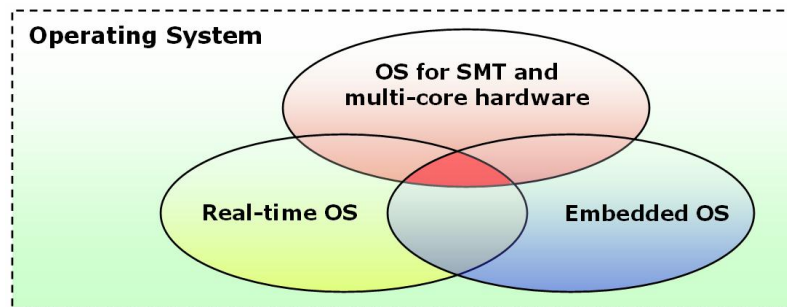 Operating System
OS for SMT and
multi-core hardware
Real-time OS
Embedded OS